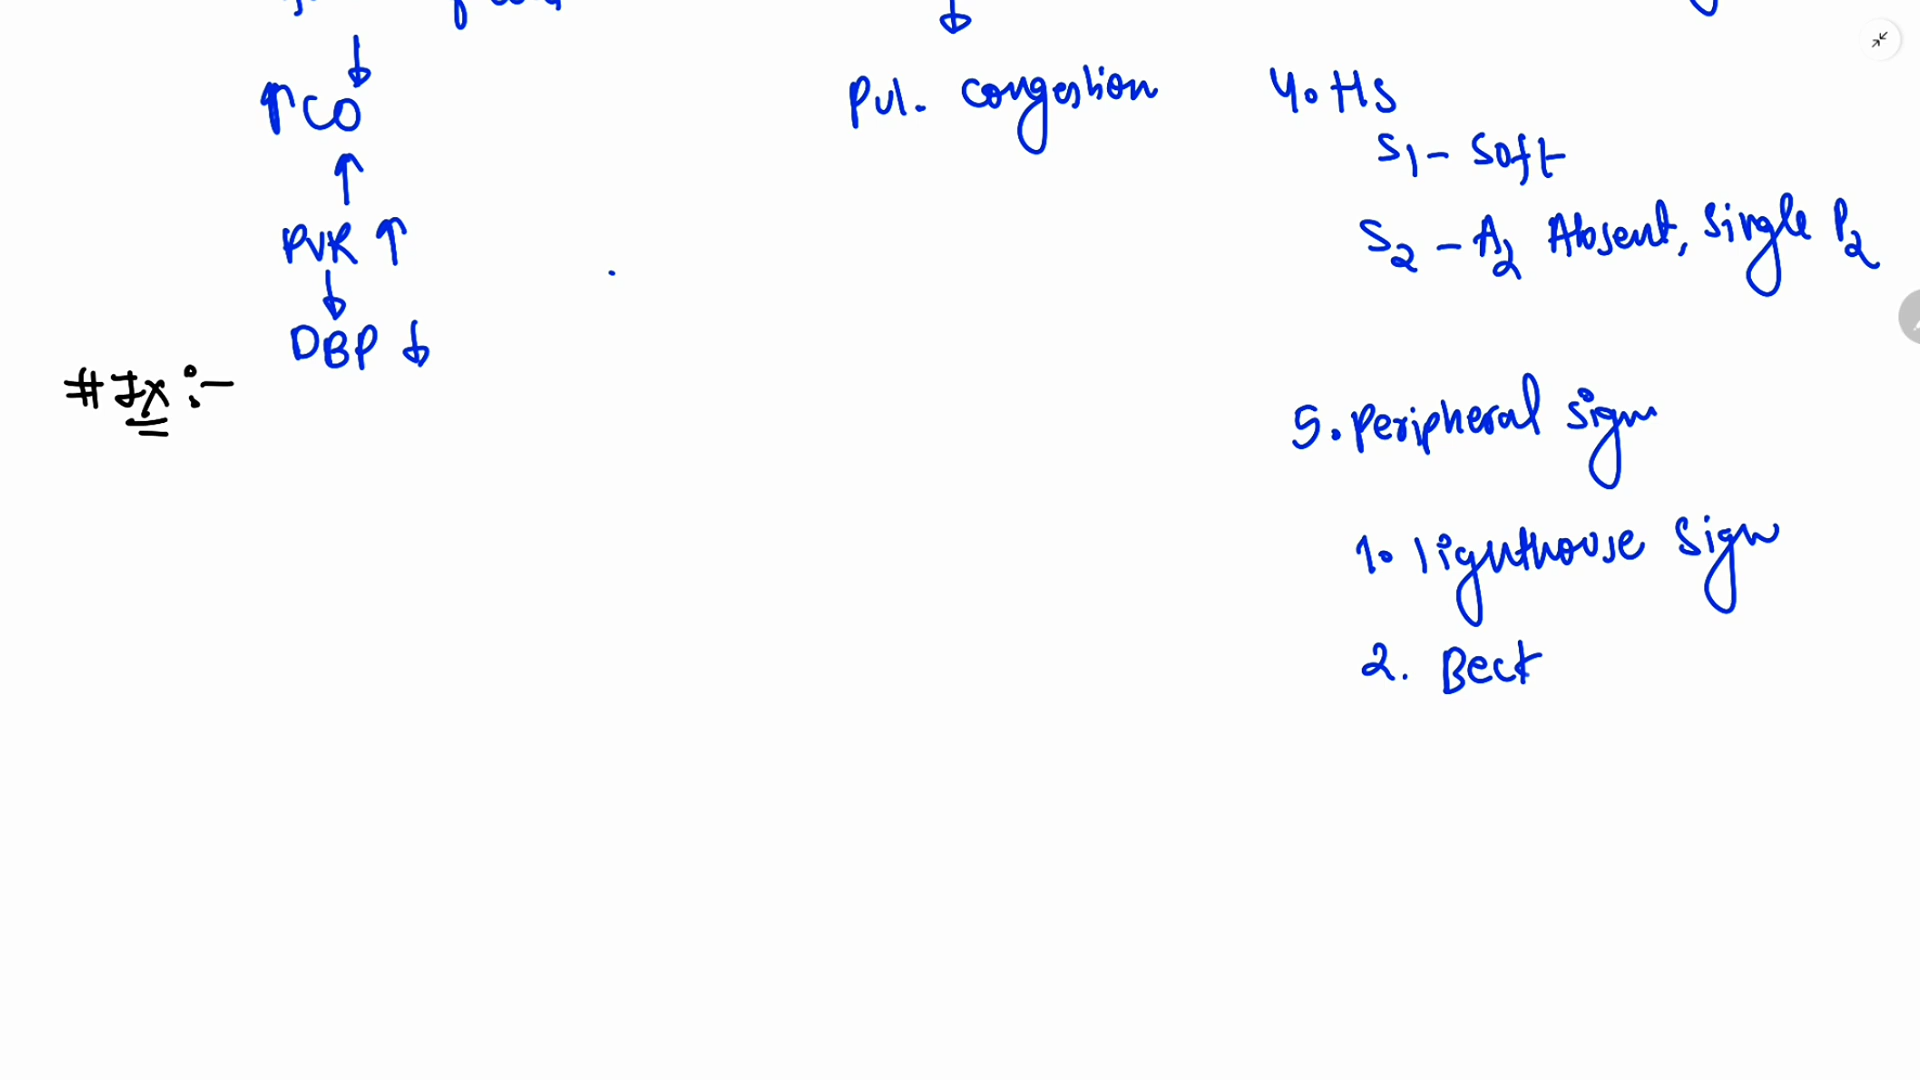 ↑CO
PVR ↑
DBP ↓
# Ix :-
Pul. congestion
4. HS
S1 - Soft
S2 - A2 Absent, Single P2
5. Peripheral sign
1. lighthouse Sign
2. Beck